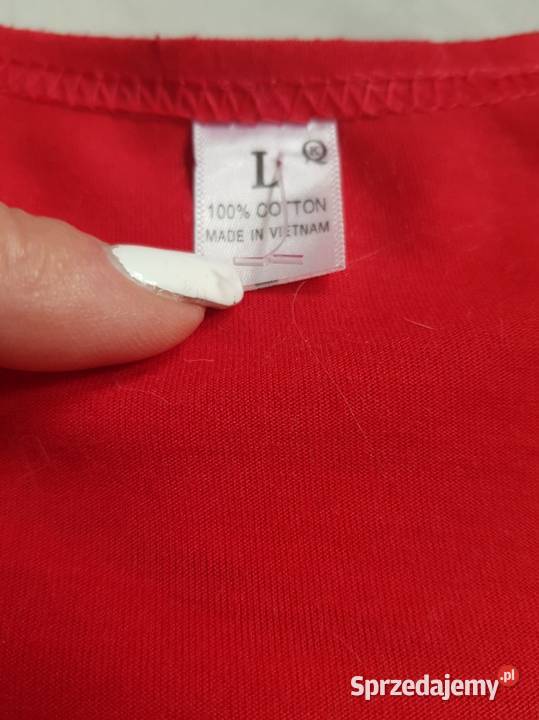 L
100% COTTON
MADE IN VIETNAM
Sprzedajemy.pl